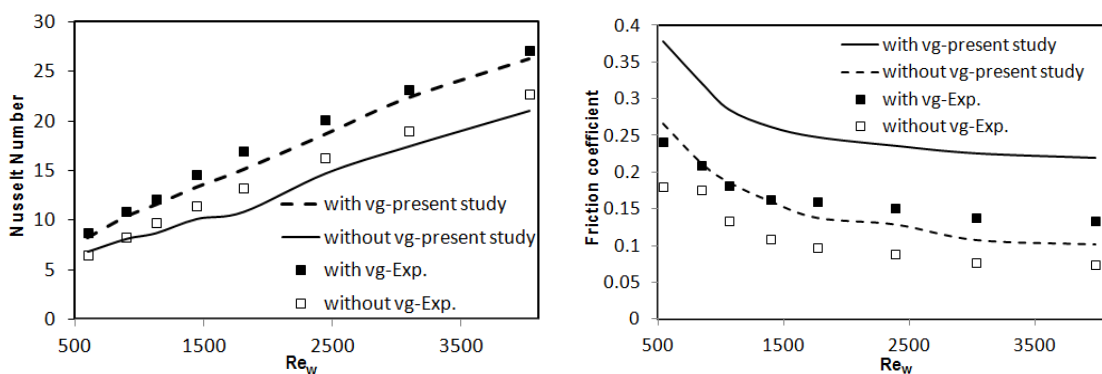 30
25
20
15
10
5
0
Nusselt Number
with vg-present study
without vg-present study
with vg-Exp.
without vg-Exp.
500
1500
2500
3500
Rew
0.4
0.35
0.3
0.25
0.2
0.15
0.1
0.05
0
Friction coefficient
with vg-present study
without vg-present study
with vg-Exp.
without vg-Exp.
500
1500
2500
3500
Rew